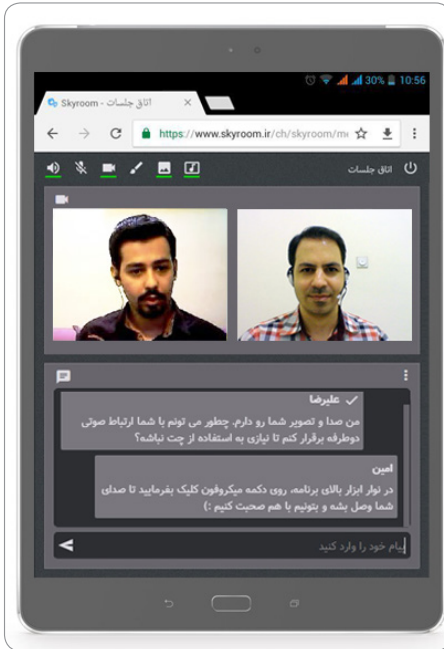 30% 10:56
اتاق جلسات - Skyroom
https://www.skyroom.ir/ch/skyroom/me
اتاق جلسات
علیرضا
من صدا و تصویر شما رو دارم. چطور می تونم با شما ارتباط صوتی
دوطرفه برقرار کنم تا نیازی به استفاده از چت نباشه؟
امین
در نوار ابزار بالای برنامه، روی دکمه میکروفون کلیک بفرمایید تا صدای
شما وصل بشه و بتونیم با هم صحبت کنیم :)
پیام خود را وارد کنید